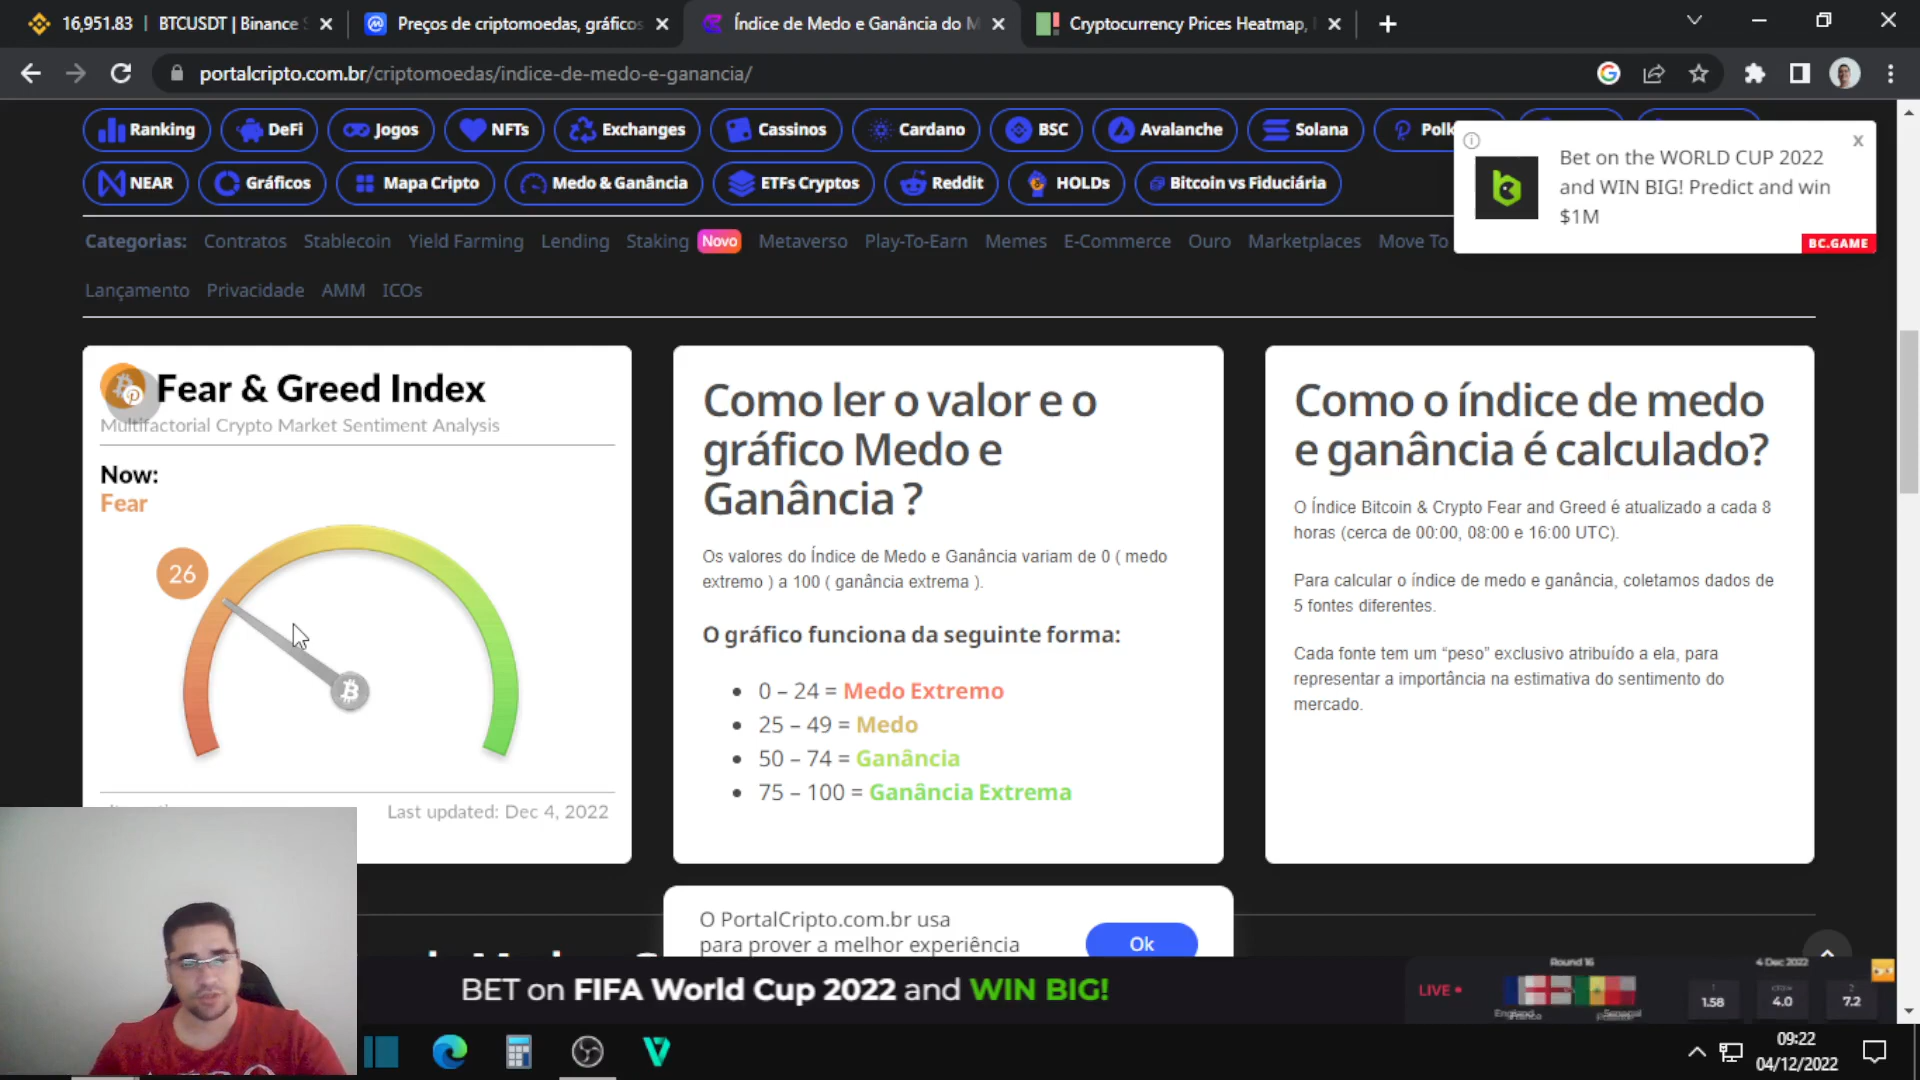 16,951.83 | BTCUSDT | Binance S
Preços de criptomoedas, gráficos
Índice de Medo e Ganância do M
Cryptocurrency Prices Heatmap,
portalcripto.com.br/criptomoedas/indice-de-medo-e-ganancia/
Ranking DeFi Jogos NFTs Exchanges Cassinos Cardano BSC Avalanche Solana Polk
NEAR Gráficos Mapa Cripto Medo & Ganância ETFs Cryptos Reddit HOLDs Bitcoin vs Fiduciária
Bet on the WORLD CUP 2022
and WIN BIG! Predict and win
$1M
BC.GAME
Categorias: Contratos Stablecoin Yield Farming Lending Staking Novo Metaverso Play-To-Earn Memes E-Commerce Ouro Marketplaces Move To
Lançamento Privacidade AMM ICOs
Fear & Greed Index
Multifactorial Crypto Market Sentiment Analysis
Now:
Fear
26
Last updated: Dec 4, 2022
Como ler o valor e o
gráfico Medo e
Ganância ?
Os valores do Índice de Medo e Ganância variam de 0 ( medo
extremo ) a 100 ( ganância extrema ).
O gráfico funciona da seguinte forma:
• 0 – 24 = Medo Extremo
• 25 – 49 = Medo
• 50 – 74 = Ganância
• 75 – 100 = Ganância Extrema
Como o índice de medo
e ganância é calculado?
O Índice Bitcoin & Crypto Fear and Greed é atualizado a cada 8
horas (cerca de 00:00, 08:00 e 16:00 UTC).
Para calcular o índice de medo e ganância, coletamos dados de
5 fontes diferentes.
Cada fonte tem um “peso” exclusivo atribuído a ela, para
representar a importância na estimativa do sentimento do
mercado.
O PortalCripto.com.br usa
para prover a melhor experiência
Ok
BET on FIFA World Cup 2022 and WIN BIG!
LIVE
Round 16
4 Dec 2022
1.58
4.0
2
7.2
09:22
04/12/2022